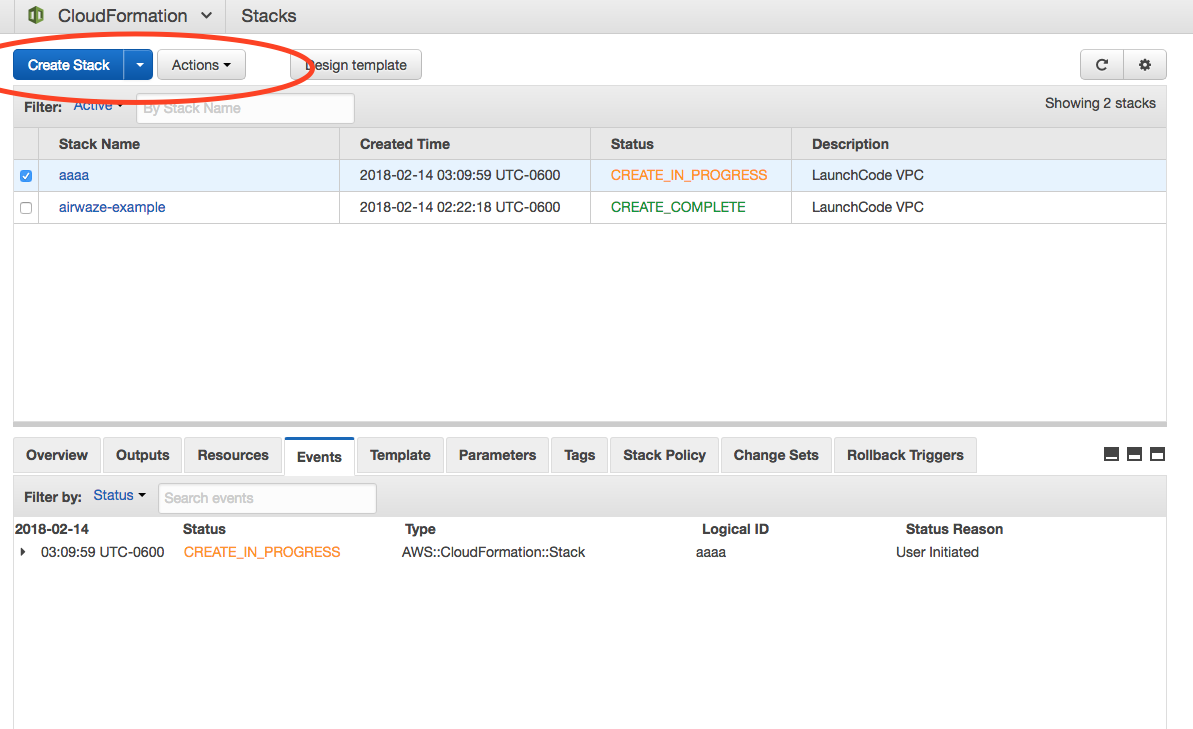 CloudFormation Stacks
Create Stack Actions Design template
Filter: Active By Stack Name Showing 2 stacks
Stack Name Created Time Status Description
aaaa 2018-02-14 03:09:59 UTC-0600 CREATE_IN_PROGRESS LaunchCode VPC
airwaze-example 2018-02-14 02:22:18 UTC-0600 CREATE_COMPLETE LaunchCode VPC
Overview Outputs Resources Events Template Parameters Tags Stack Policy Change Sets Rollback Triggers
Filter by: Status Search events
2018-02-14 Status Type Logical ID Status Reason
03:09:59 UTC-0600 CREATE_IN_PROGRESS AWS::CloudFormation::Stack aaaa User Initiated